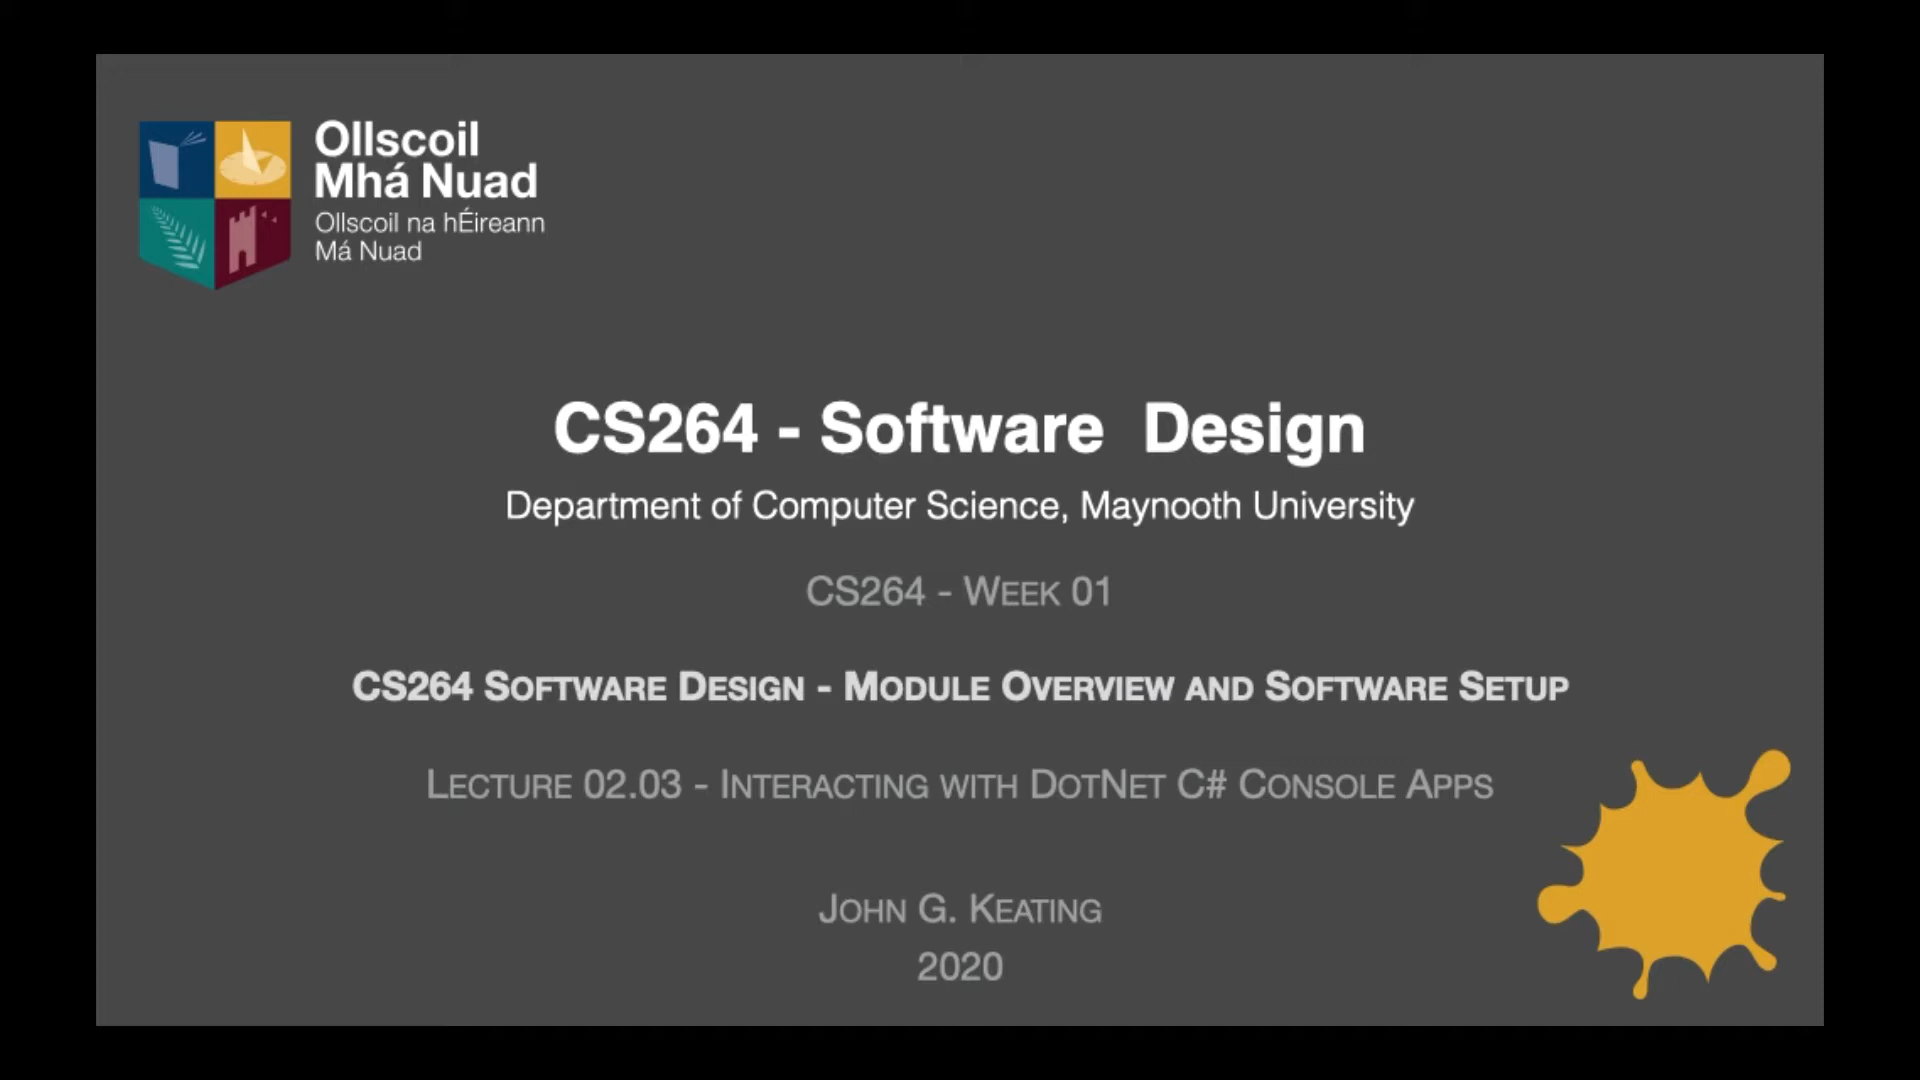 Ollscoil
Mhá Nuad
Ollscoil na hÉireann
Má Nuad
CS264 - Software Design
Department of Computer Science, Maynooth University
CS264 - WEEK 01
CS264 SOFTWARE DESIGN - MODULE OVERVIEW AND SOFTWARE SETUP
LECTURE 02.03 - INTERACTING WITH DOTNET C# CONSOLE APPS
JOHN G. KEATING
2020